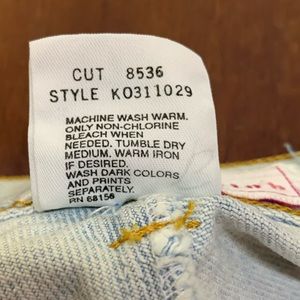 CUT 8536
STYLE K0311029
MACHINE WASH WARM.
ONLY NON-CHLORINE
BLEACH WHEN
NEEDED. TUMBLE DRY
MEDIUM. WARM IRON
IF DESIRED.
WASH DARK COLORS
AND PRINTS
SEPARATELY.
RN 68156